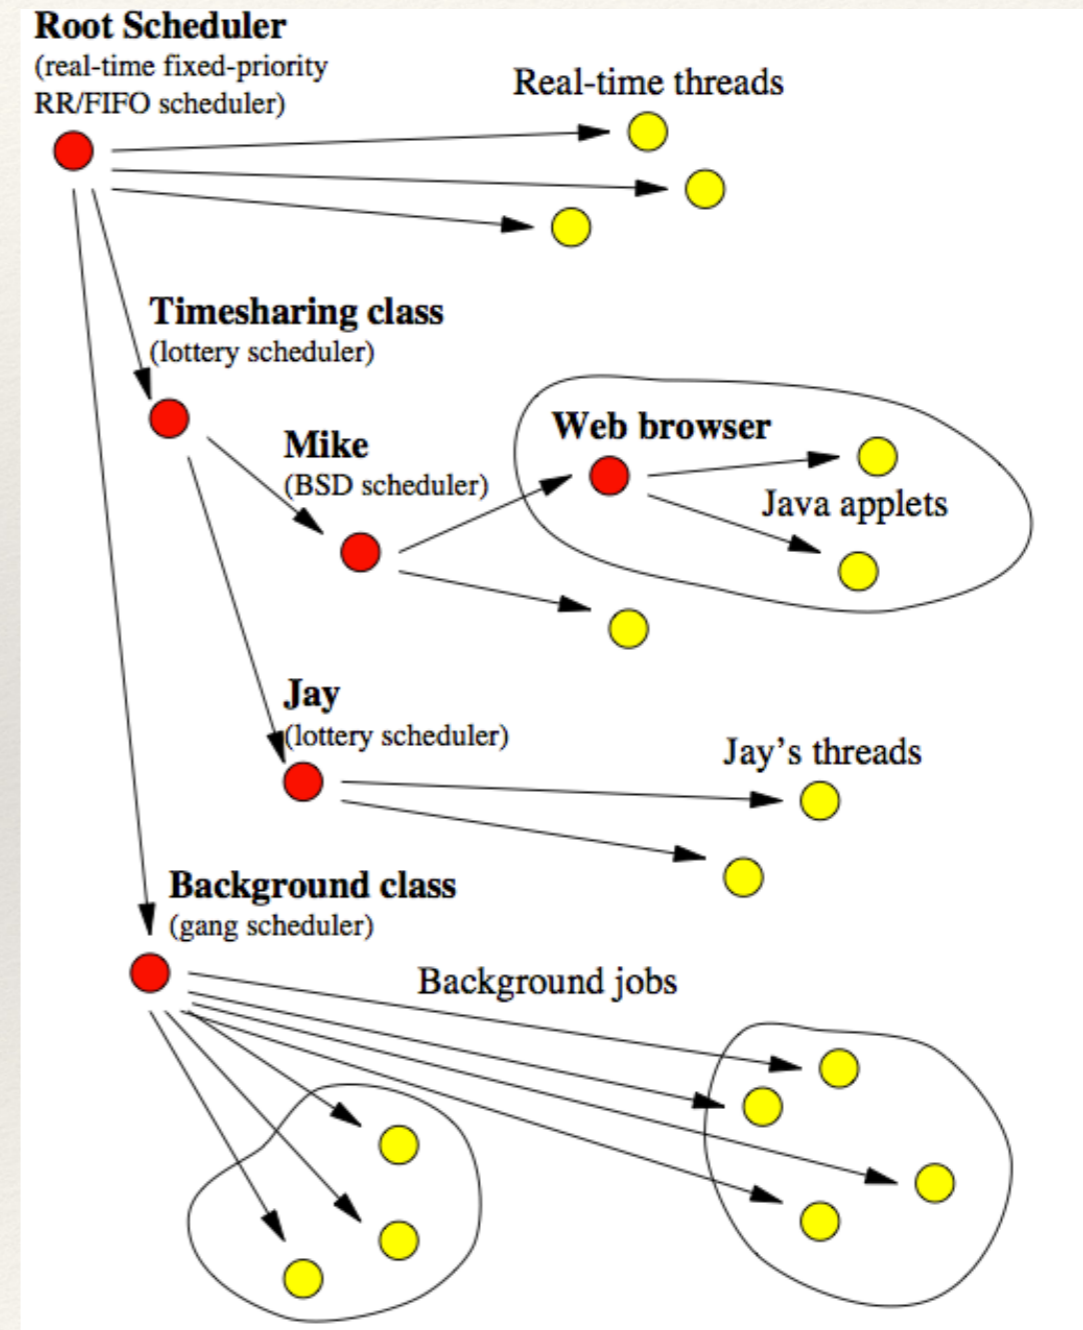 Root Scheduler
(real-time fixed-priority
RR/FIFO scheduler)
Real-time threads
Timesharing class
(lottery scheduler)
Mike
(BSD scheduler)
Web browser
Java applets
Jay
(lottery scheduler)
Jay's threads
Background class
(gang scheduler)
Background jobs